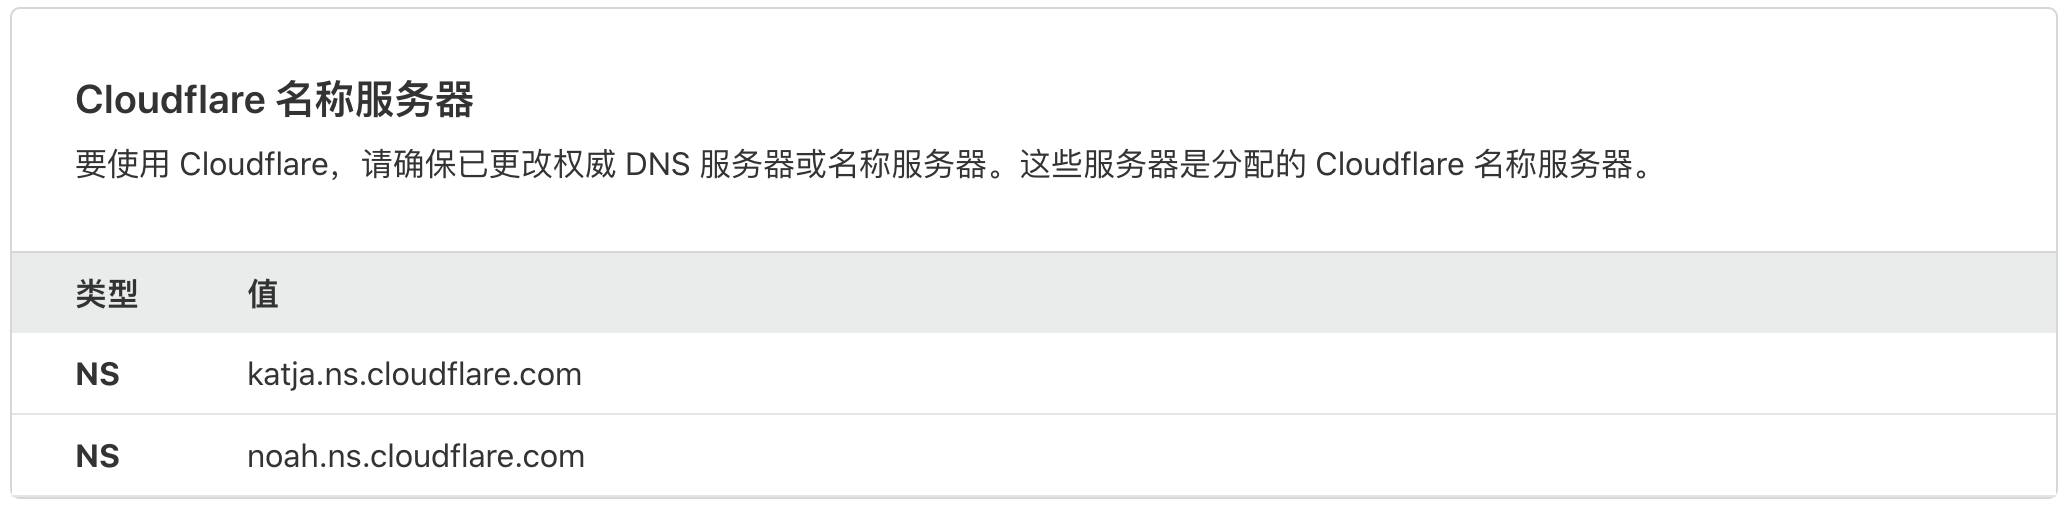 Cloudflare 名称服务器
要使用 Cloudflare，请确保已更改权威 DNS 服务器或名称服务器。这些服务器是分配的 Cloudflare 名称服务器。
类型 值
NS katja.ns.cloudflare.com
NS noah.ns.cloudflare.com